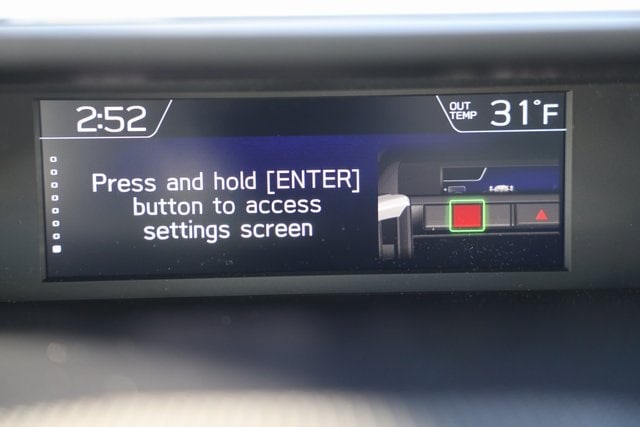 2:52
OUT
TEMP
31°F
Press and hold [ENTER]
button to access
settings screen